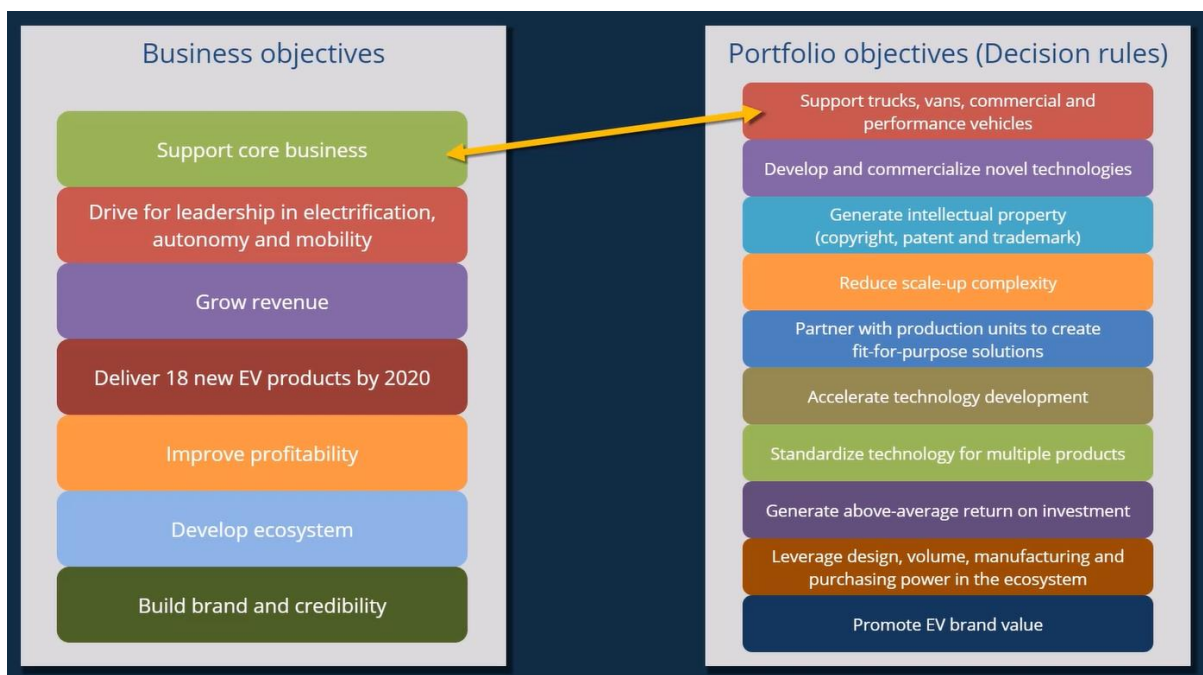 Business objectives
Support core business
Drive for leadership in electrification,
autonomy and mobility
Grow revenue
Deliver 18 new EV products by 2020
Improve profitability
Develop ecosystem
Build brand and credibility
Portfolio objectives (Decision rules)
Support trucks, vans, commercial and
performance vehicles
Develop and commercialize novel technologies
Generate intellectual property
(copyright, patent and trademark)
Reduce scale-up complexity
Partner with production units to create
fit-for-purpose solutions
Accelerate technology development
Standardize technology for multiple products
Generate above-average return on investment
Leverage design, volume, manufacturing and
purchasing power in the ecosystem
Promote EV brand value